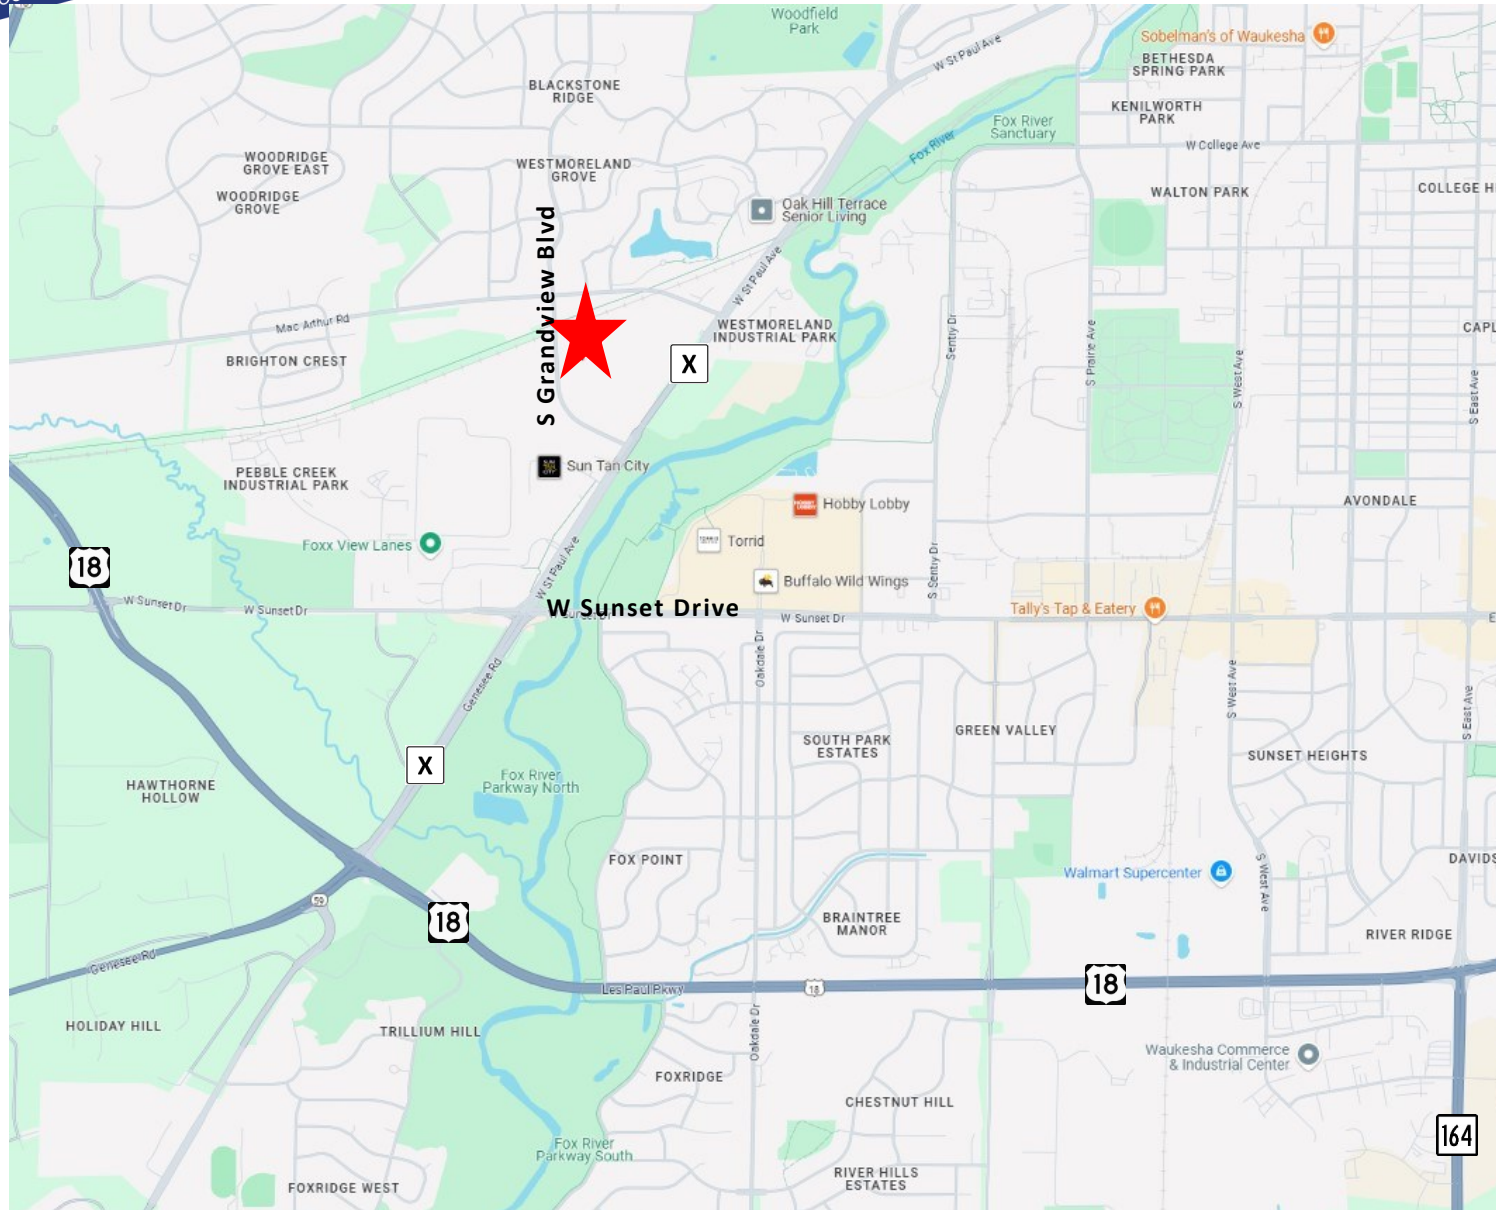 Woodfield
Park
W St Paul Ave
Sobelman's of Waukesha
BETHESDA
SPRING PARK
BLACKSTONE
RIDGE
KENILWORTH
PARK
Fox River
Sanctuary
Fox River
W College Ave
WOODRIDGE
GROVE EAST
WESTMORELAND
GROVE
WOODRIDGE
GROVE
WALTON PARK
COLLEGE H
Oak Hill Terrace
Senior Living
S Grandview Blvd
W St Paul Ave
Mac Arthur Rd
WESTMORELAND
INDUSTRIAL PARK
Sentry Dr
S Prairie Ave
S West Ave
S East Ave
CAPL
BRIGHTON CREST
X
Sun Tan City
PEBBLE CREEK
INDUSTRIAL PARK
Hobby Lobby
AVONDALE
Foxx View Lanes
Torrid
18
W St Paul Ave
Buffalo Wild Wings
S Sentry Dr
W Sunset Dr
W Sunset Dr
W Sunset Drive
W Sunset Dr
Tally's Tap & Eatery
E
Oakdale Dr
Genesee Rd
S West Ave
S East Ave
SOUTH PARK
ESTATES
GREEN VALLEY
SUNSET HEIGHTS
X
Fox River
Parkway North
HAWTHORNE
HOLLOW
FOX POINT
DAVIDS
Walmart Supercenter
S West Ave
59
18
BRAINTREE
MANOR
RIVER RIDGE
Genesee Rd
Les Paul Pkwy
18
18
HOLIDAY HILL
TRILLIUM HILL
Oakdale Dr
Waukesha Commerce
& Industrial Center
FOXRIDGE
CHESTNUT HILL
164
Fox River
Parkway South
RIVER HILLS
ESTATES
FOXRIDGE WEST